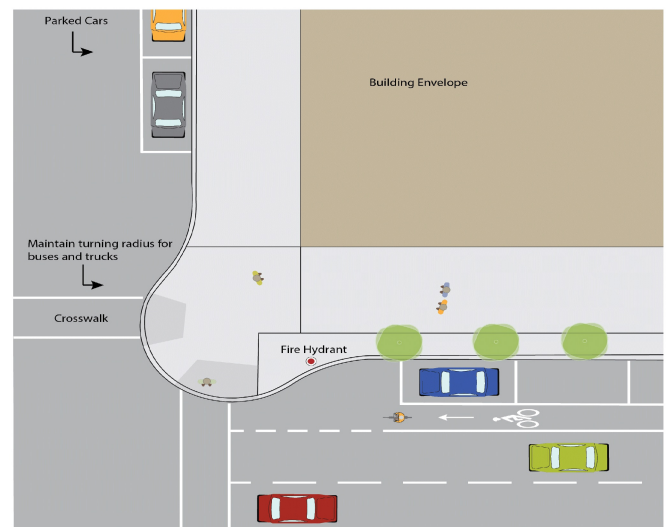 Parked Cars
Building Envelope
Maintain turning radius for
buses and trucks
Crosswalk
Fire Hydrant